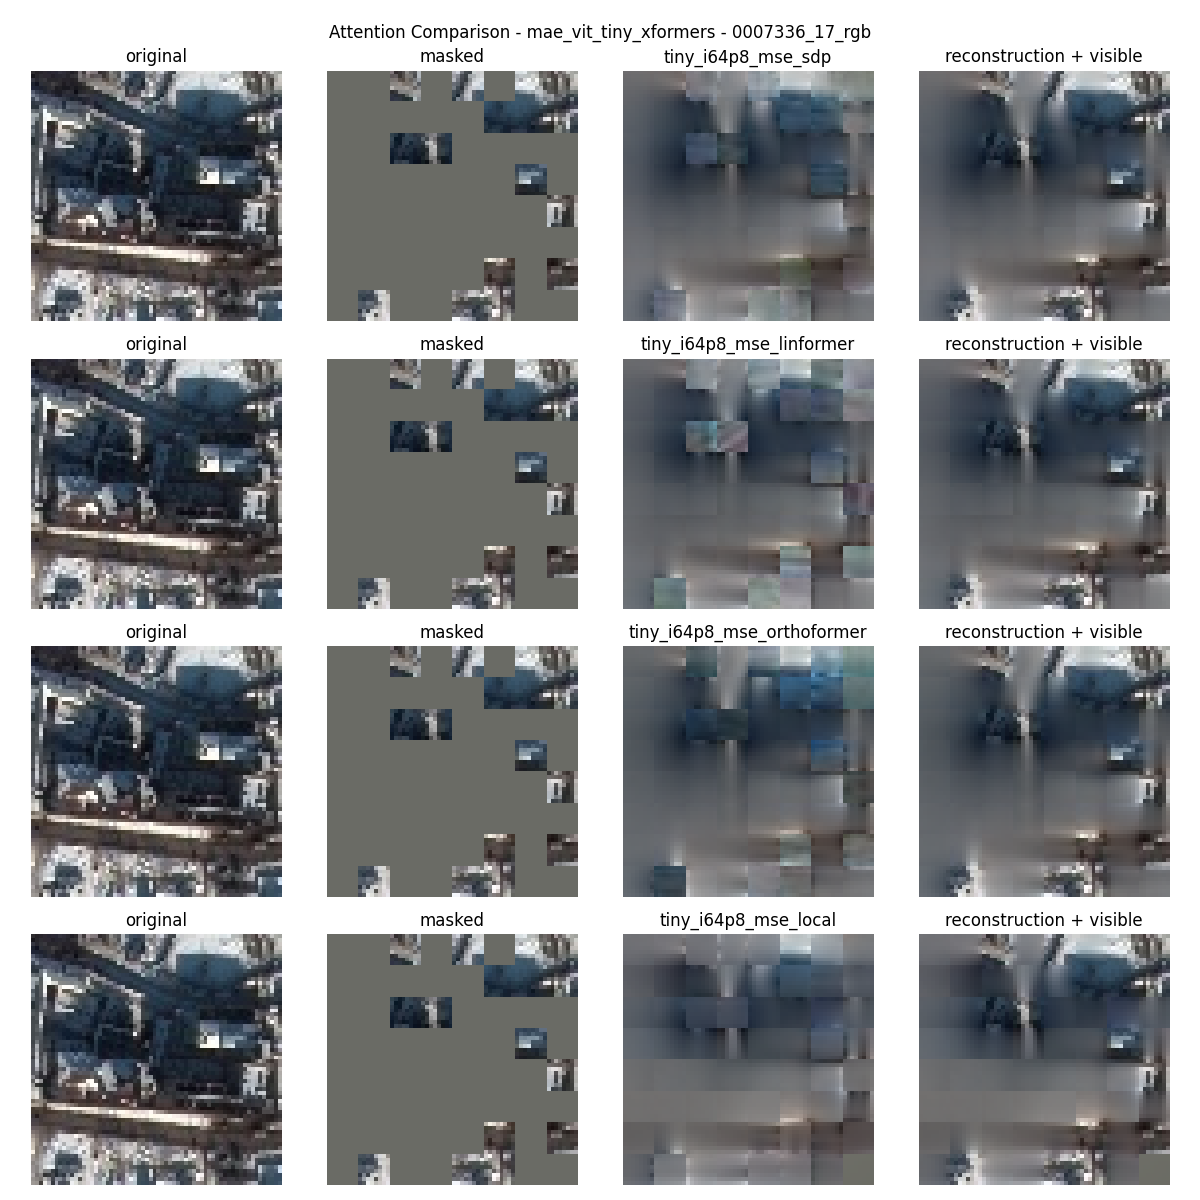 Attention Comparison - mae_vit_tiny_xformers - 0007336_17_rgb
original masked tiny_i64p8_mse_sdp reconstruction + visible
original masked tiny_i64p8_mse_linformer reconstruction + visible
original masked tiny_i64p8_mse_orthoformer reconstruction + visible
original masked tiny_i64p8_mse_local reconstruction + visible